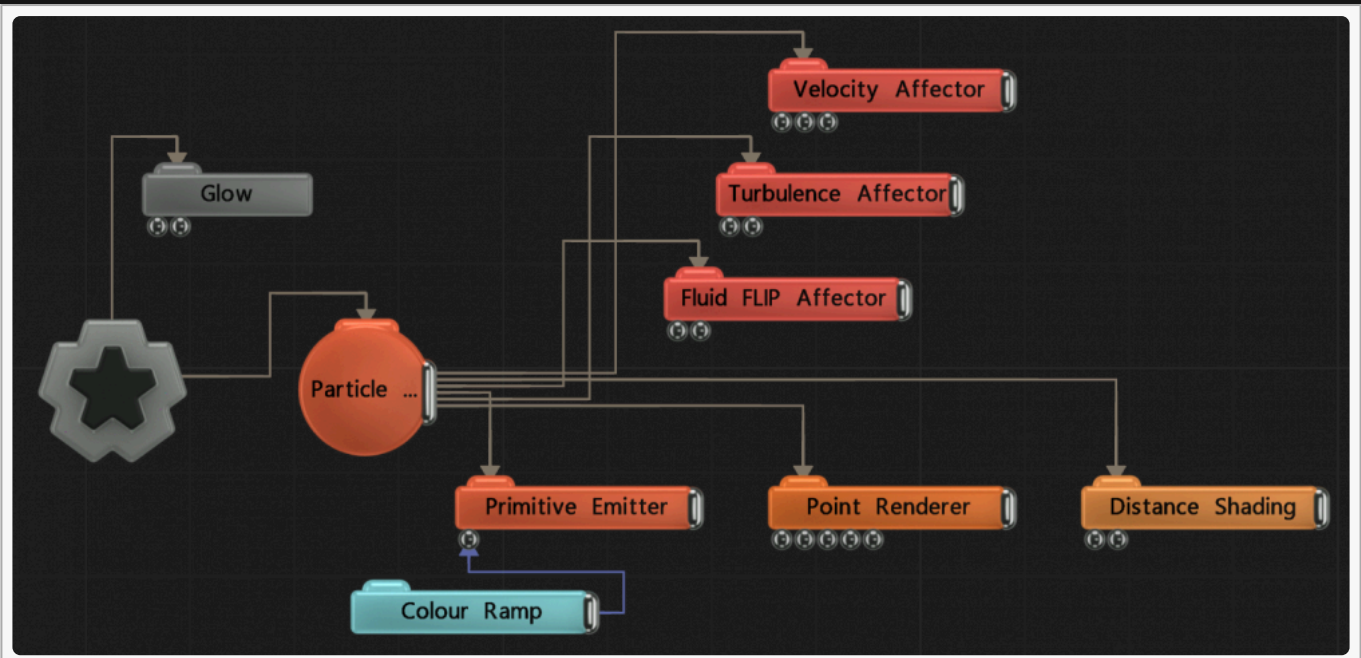 Velocity Affector
Glow
Turbulence Affector
Fluid FLIP Affector
Particle ...
Primitive Emitter
Point Renderer
Distance Shading
Colour Ramp